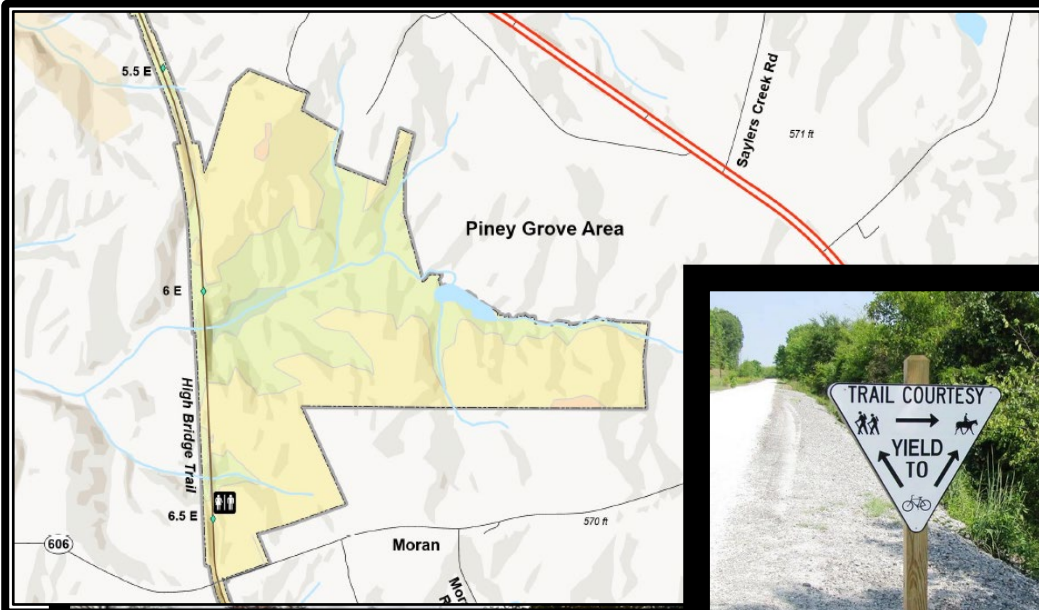 5.5 E
Saylers Creek Rd
571 ft
Piney Grove Area
6 E
High Bridge Trail
6.5 E
606
Moran
570 ft
TRAIL COURTESY
YIELD
TO